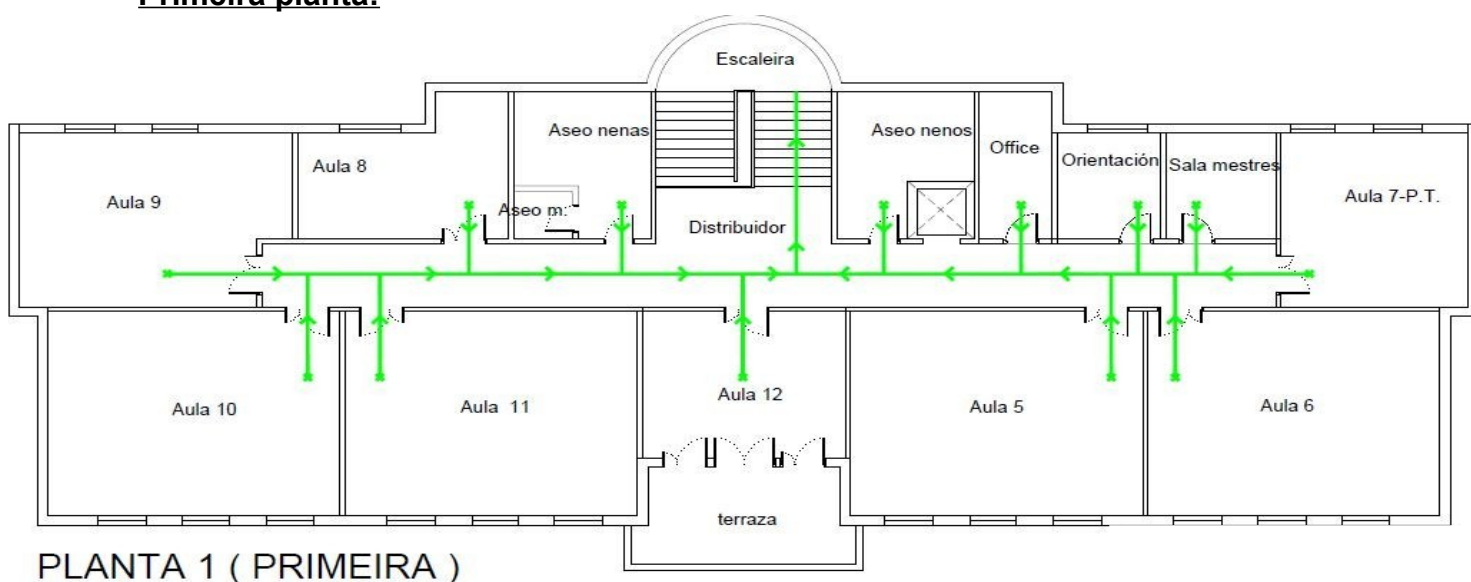 Primeira planta:
Escaleira
Aseo nenas
Aseo nenos
Office
Orientación
Sala mestres
Aula 8
Aula 9
Aseo m.
Distribuidor
Aula 7-P.T.
Aula 10
Aula 11
Aula 12
Aula 5
Aula 6
terraza
PLANTA 1 ( PRIMEIRA )